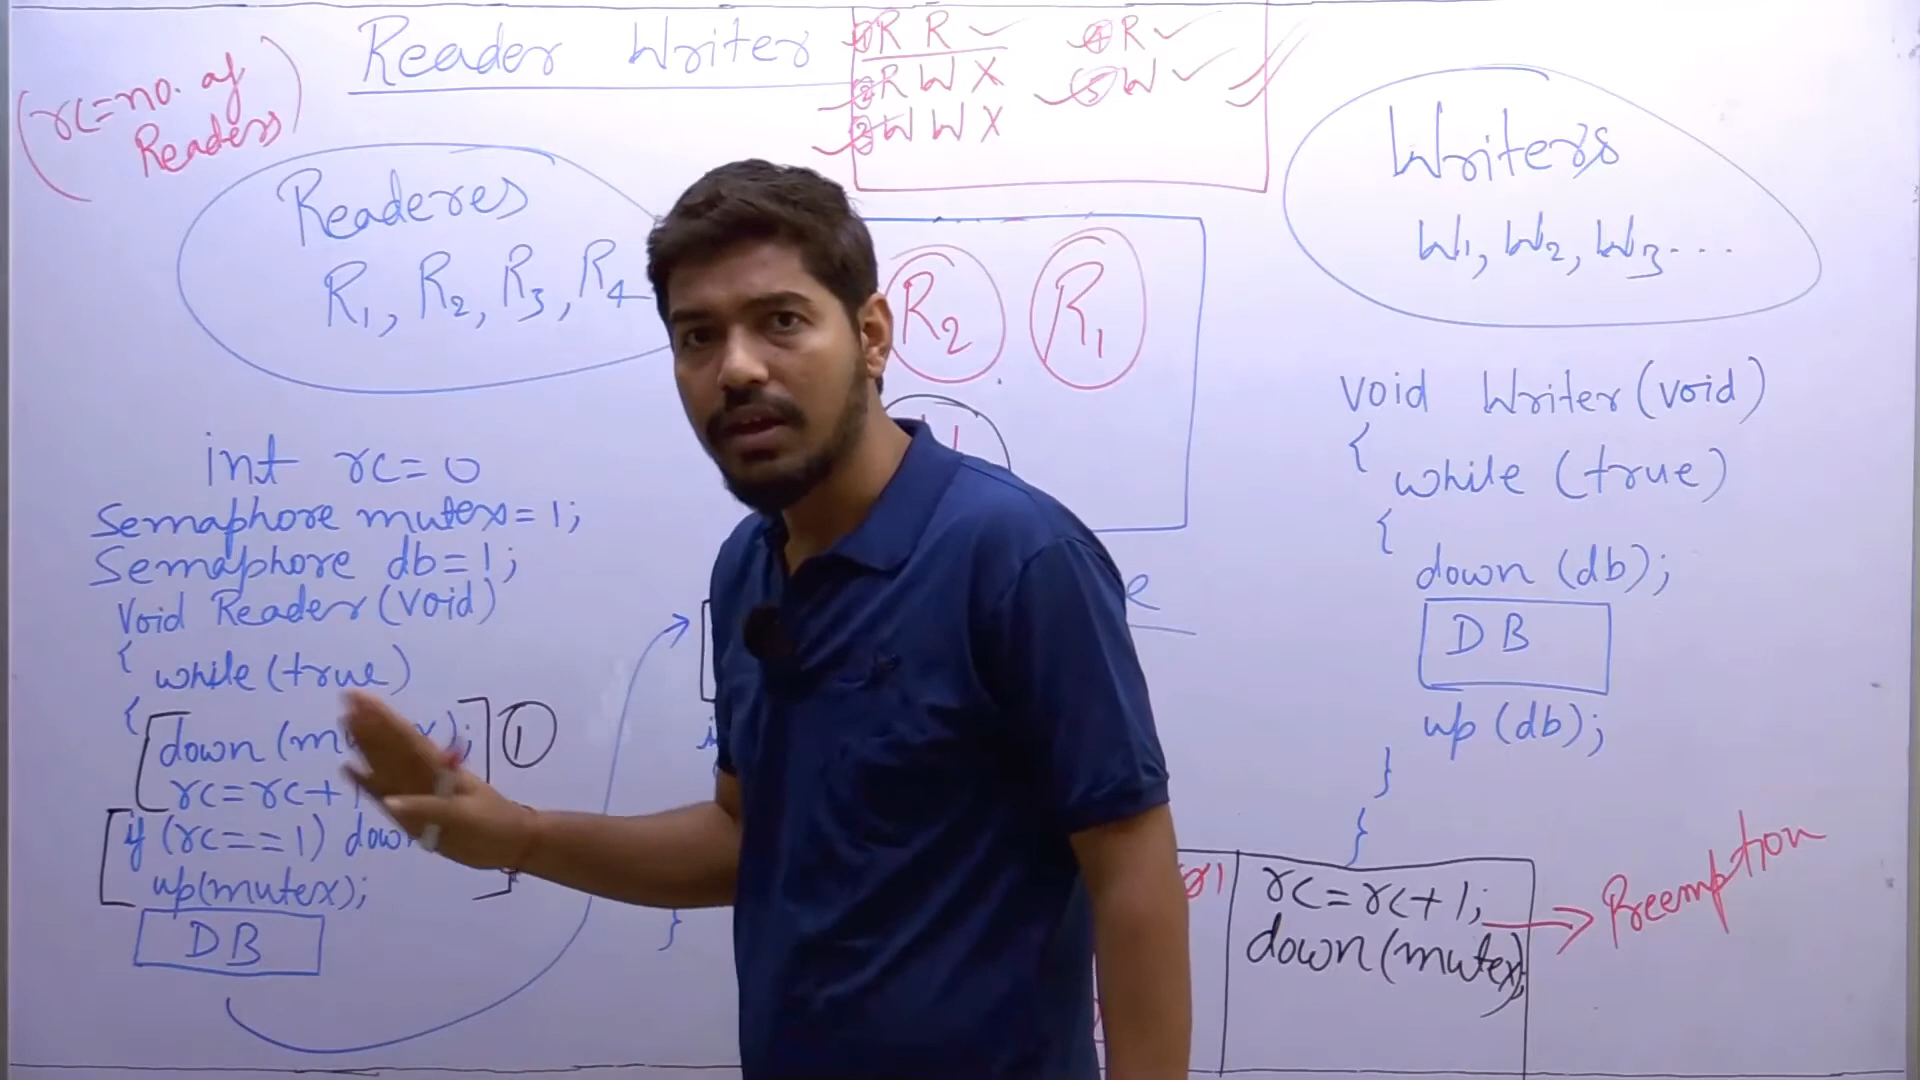 (rc=no. of
Readers)
Reader Writer
① R R ✓
② R W X
③ W W X
④ R ✓
⑤ W ✓
Readeres
R1, R2, R3, R4
R2 R1
Writers
W1, W2, W3...
int rc=0
Semaphore mutex=1;
Semaphore db=1;
Void Reader(void)
{ while(true)
{ down(
rc=rc+1
①
if (rc==1) down
up(mutex);
DB
}
void Writer(void)
{ while (true)
{
down (db);
DB
up (db);
}
}
rc=rc+1;
down(mutex);
Preemption